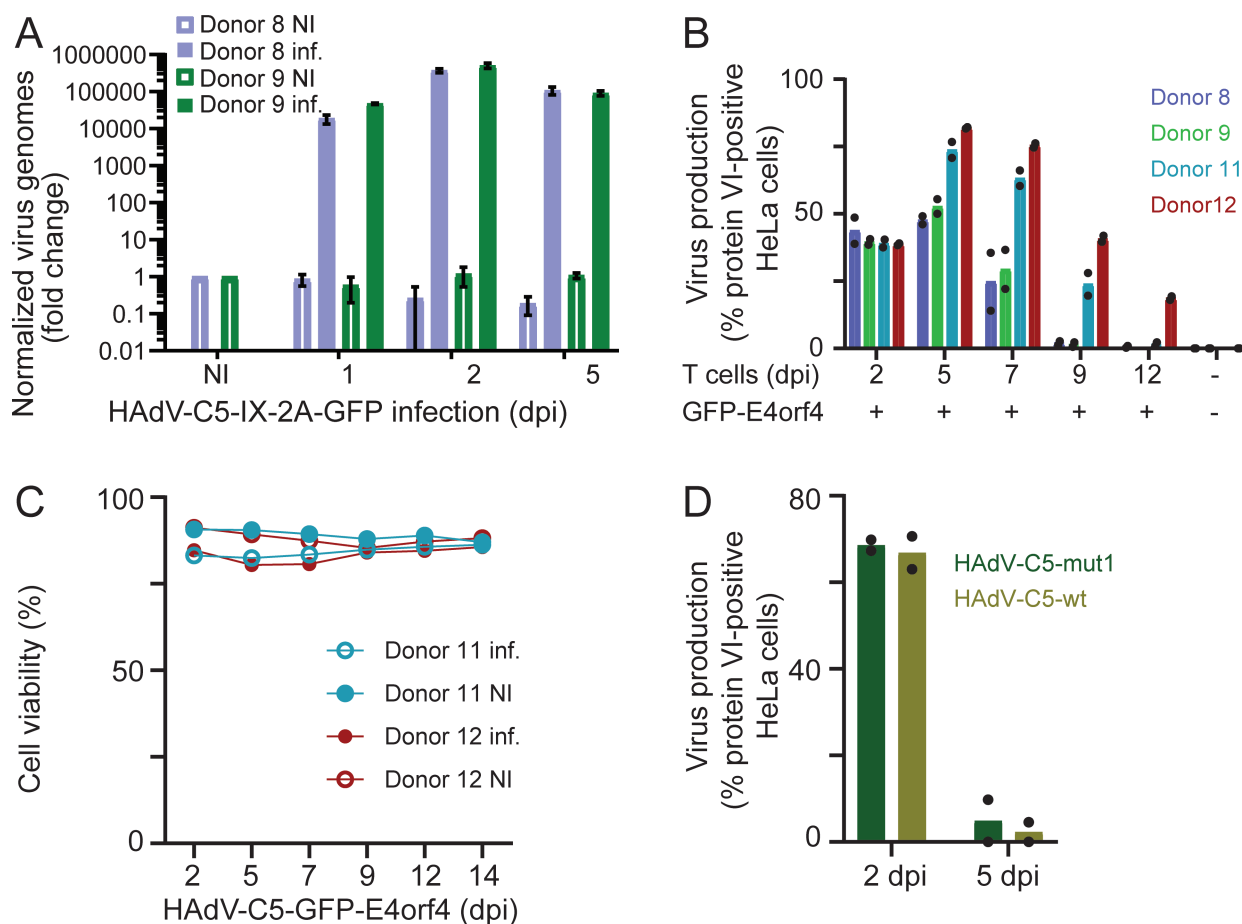 A
Donor 8 NI
Donor 8 inf.
Donor 9 NI
Donor 9 inf.
Normalized virus genomes
(fold change)
1000000
100000
10000
1000
100
10
1
0.1
0.01
NI
1
2
5
HAdV-C5-IX-2A-GFP infection (dpi)
B
Virus production
(% protein VI-positive
HeLa cells)
100
50
0
Donor 8
Donor 9
Donor 11
Donor12
T cells (dpi) 2 5 7 9 12 -
GFP-E4orf4 + + + + + -
C
Cell viability (%)
100
50
0
Donor 11 inf.
Donor 11 NI
Donor 12 inf.
Donor 12 NI
2 5 7 9 12 14
HAdV-C5-GFP-E4orf4 (dpi)
D
Virus production
(% protein VI-positive
HeLa cells)
80
40
0
HAdV-C5-mut1
HAdV-C5-wt
2 dpi 5 dpi